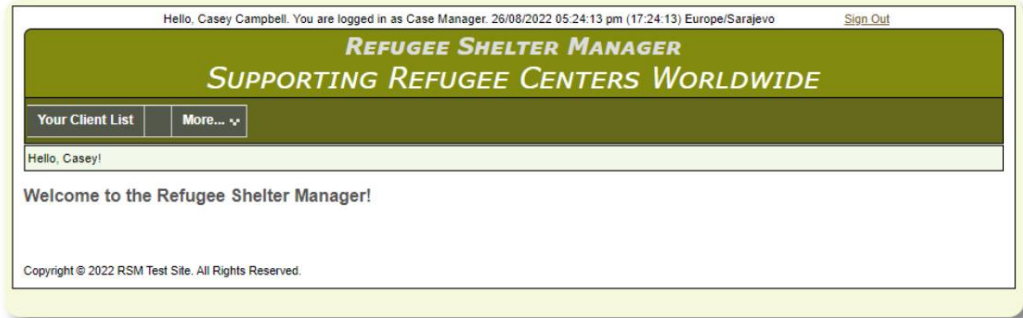 Hello, Casey Campbell. You are logged in as Case Manager. 26/08/2022 05:24:13 pm (17:24:13) Europe/Sarajevo Sign Out
Refugee Shelter Manager
Supporting Refugee Centers Worldwide
Your Client List More...
Hello, Casey!
Welcome to the Refugee Shelter Manager!
Copyright © 2022 RSM Test Site. All Rights Reserved.